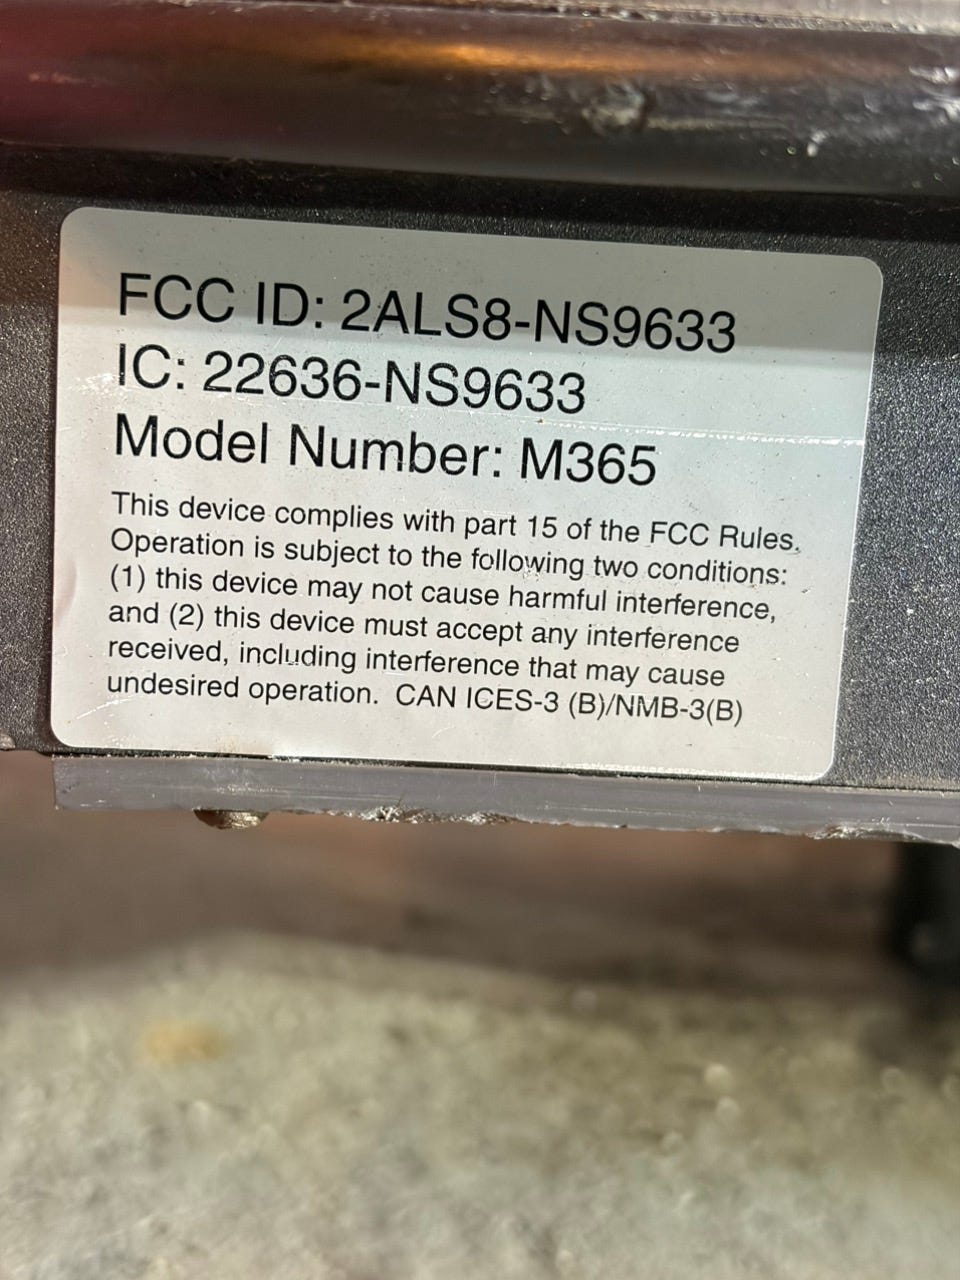 FCC ID: 2ALS8-NS9633
IC: 22636-NS9633
Model Number: M365
This device complies with part 15 of the FCC Rules.
Operation is subject to the following two conditions:
(1) this device may not cause harmful interference,
and (2) this device must accept any interference
received, including interference that may cause
undesired operation. CAN ICES-3 (B)/NMB-3(B)